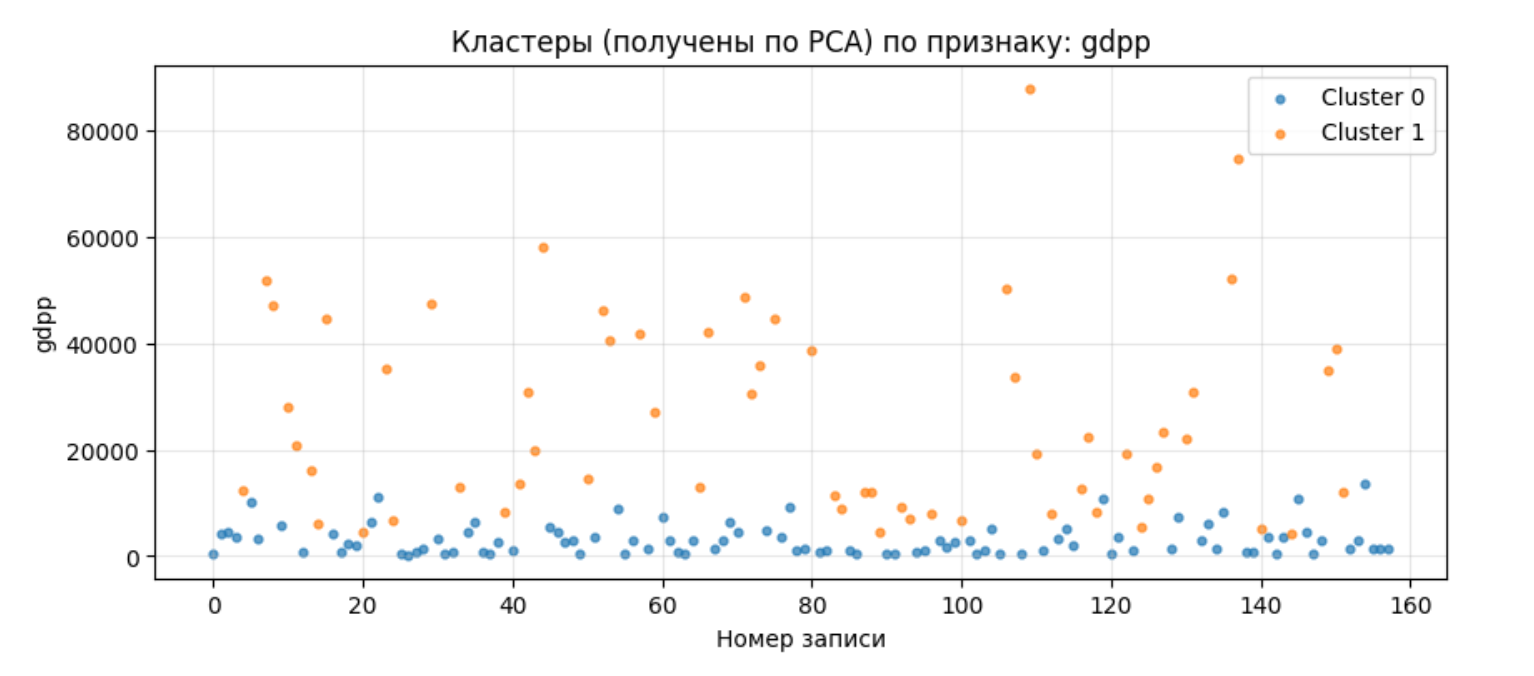 Кластеры (получены по PCA) по признаку: gdpp
Cluster 0
Cluster 1
80000
60000
40000
20000
0
gdpp
0 20 40 60 80 100 120 140 160
Номер записи